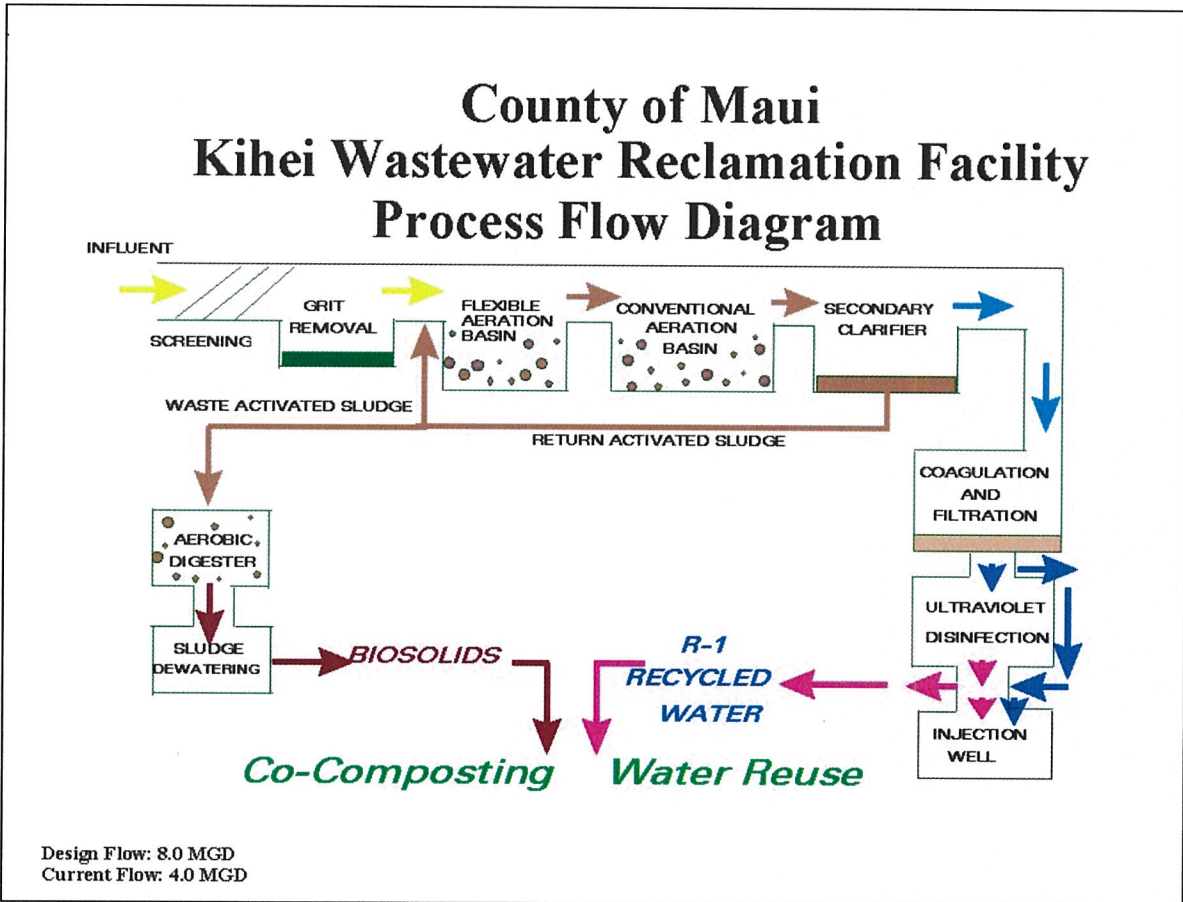 County of Maui
Kihei Wastewater Reclamation Facility
Process Flow Diagram
INFLUENT
SCREENING
GRIT
REMOVAL
FLEXIBLE
AERATION
BASIN
CONVENTIONAL
AERATION
BASIN
SECONDARY
CLARIFIER
WASTE ACTIVATED SLUDGE
RETURN ACTIVATED SLUDGE
COAGULATION
AND
FILTRATION
AEROBIC
DIGESTER
ULTRAVIOLET
DISINFECTION
SLUDGE
DEWATERING
BIOSOLIDS
R-1
RECYCLED
WATER
INJECTION
WELL
Co-Composting
Water Reuse
Design Flow: 8.0 MGD
Current Flow: 4.0 MGD